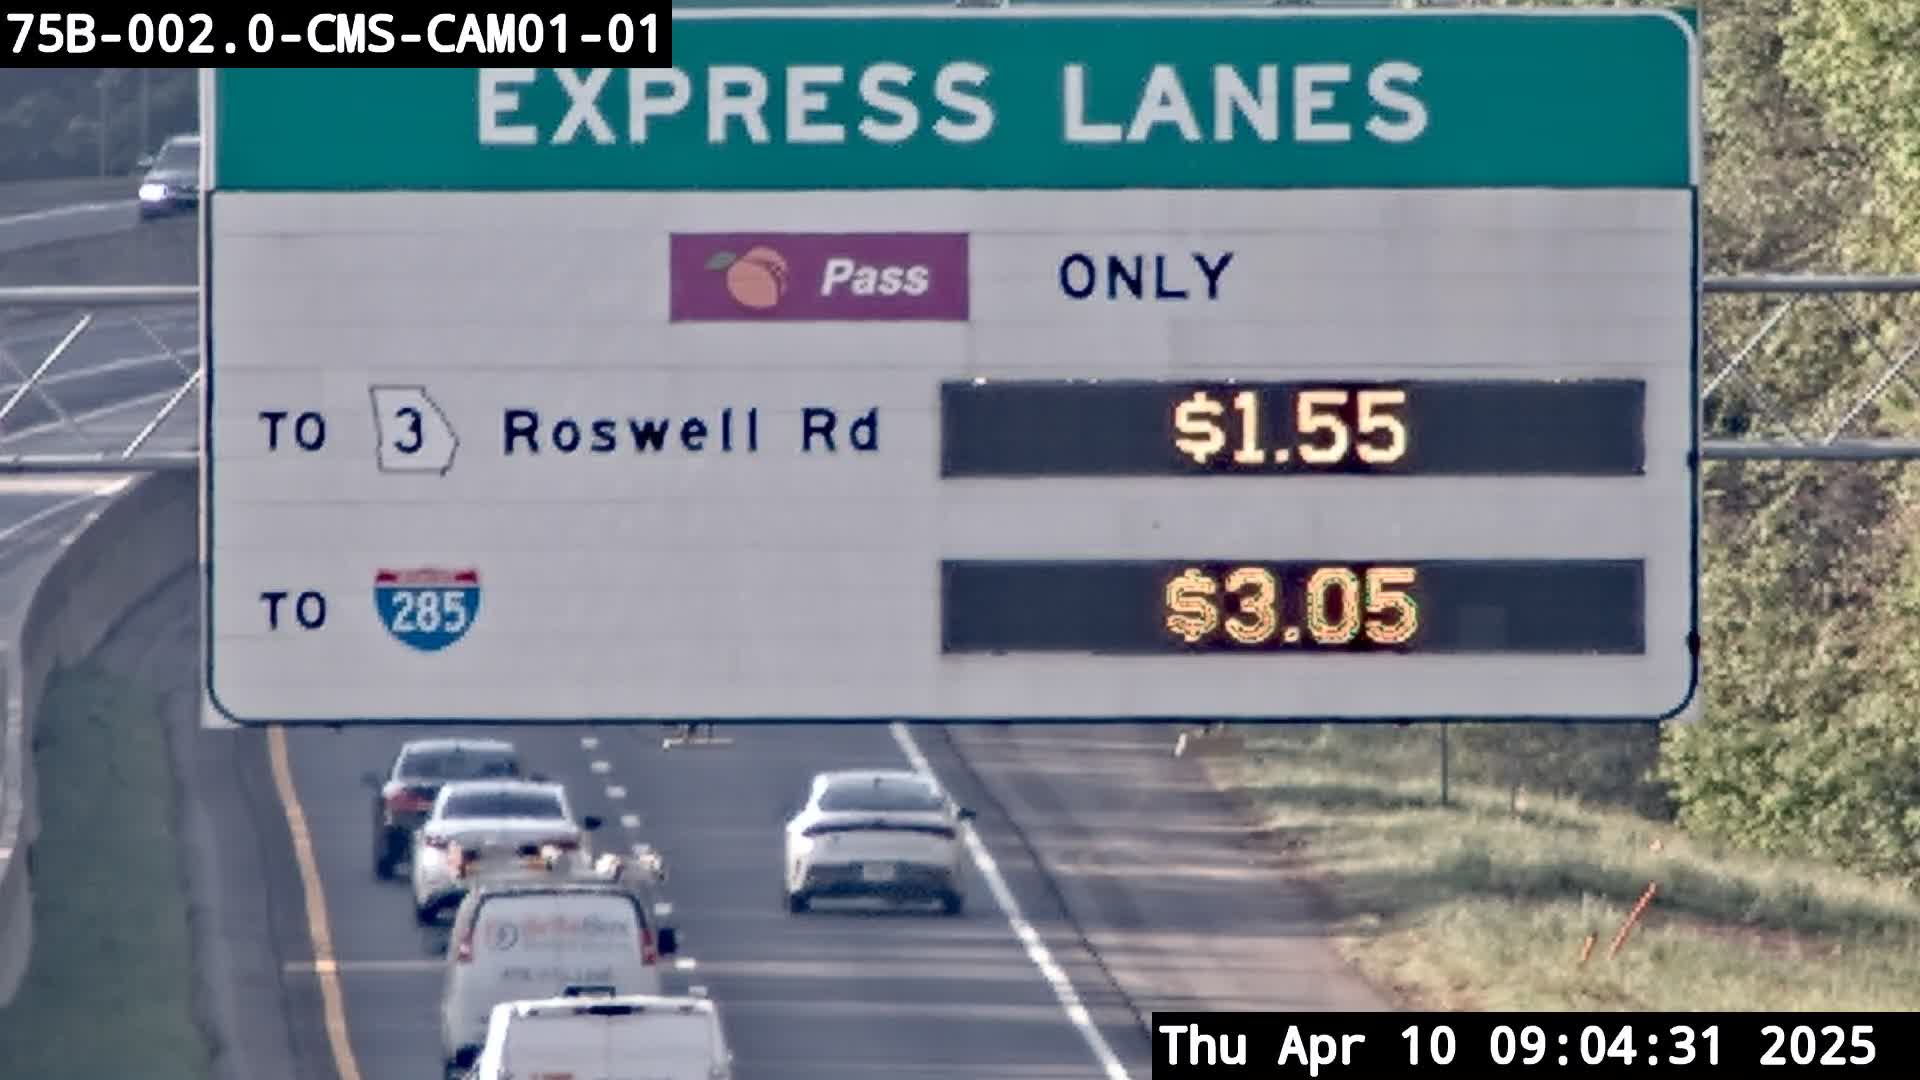 75B-002.0-CMS-CAM01-01
EXPRESS LANES
Pass ONLY
TO 3 Roswell Rd $1.55
TO 285 $3.05
Thu Apr 10 09:04:31 2025